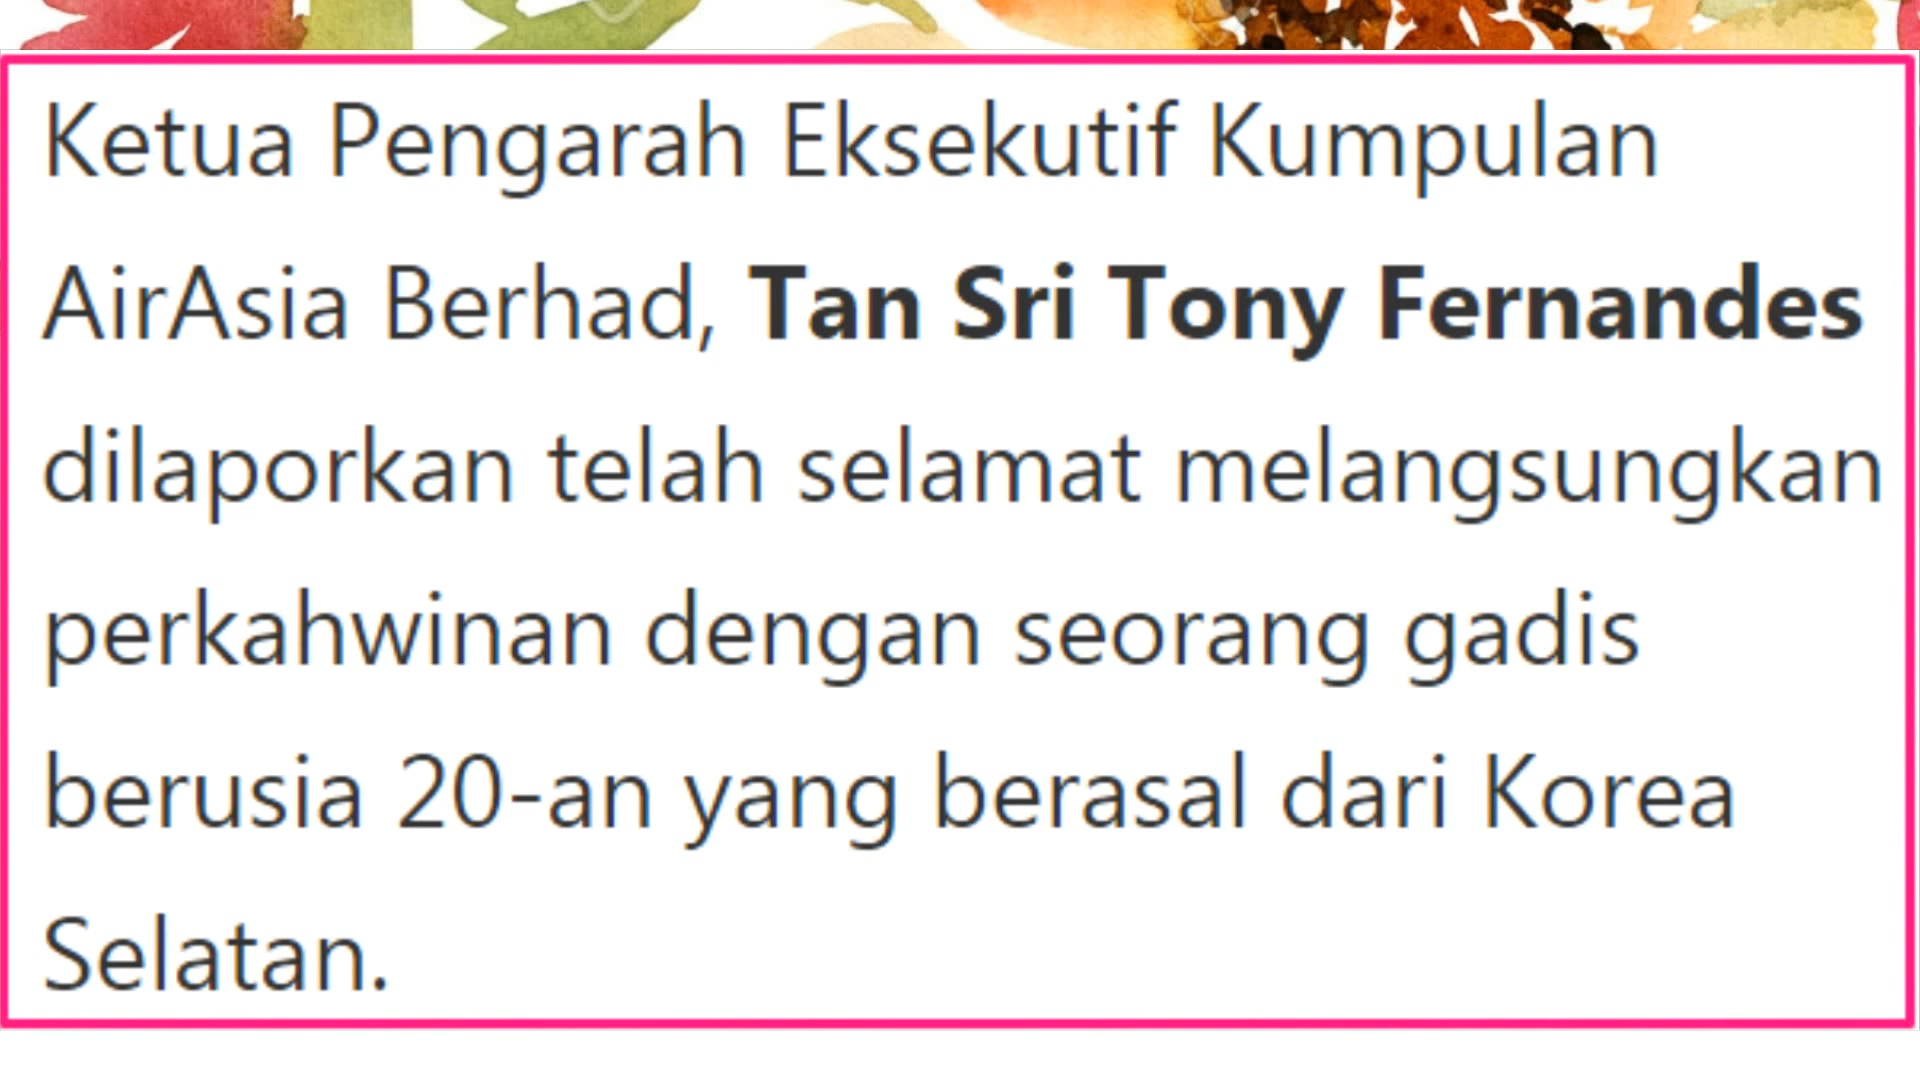 Ketua Pengarah Eksekutif Kumpulan
AirAsia Berhad, Tan Sri Tony Fernandes
dilaporkan telah selamat melangsungkan
perkahwinan dengan seorang gadis
berusia 20-an yang berasal dari Korea
Selatan.